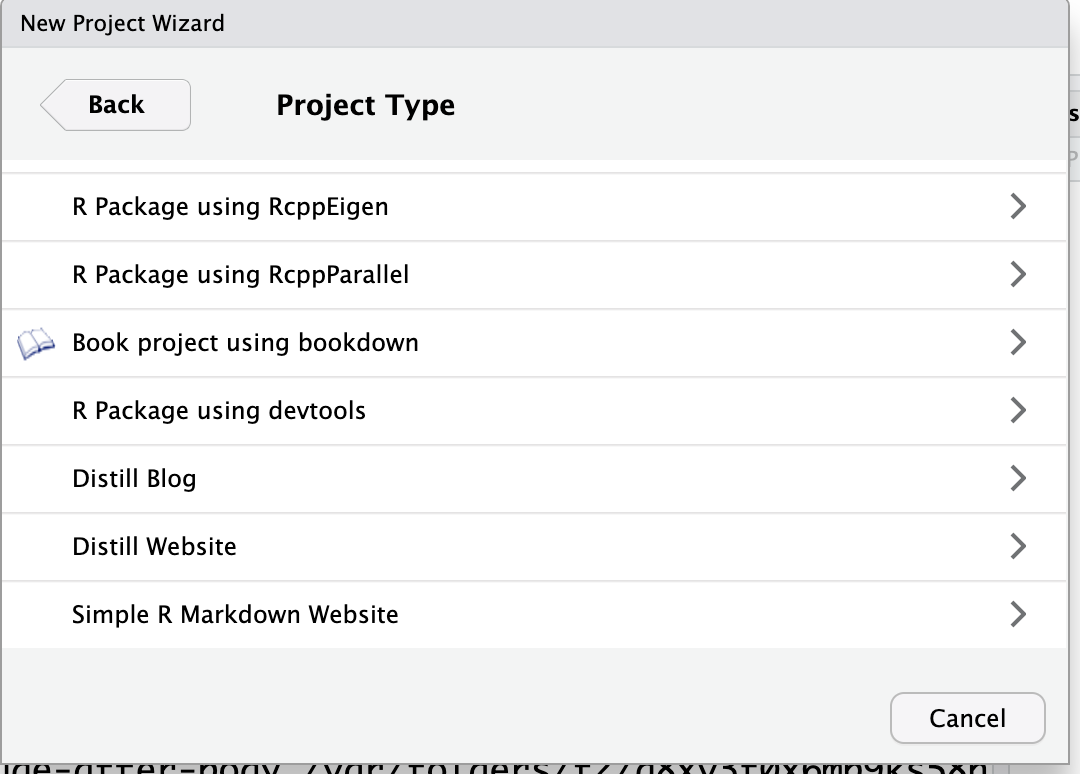 New Project Wizard
Back
Project Type
R Package using RcppEigen
R Package using RcppParallel
Book project using bookdown
R Package using devtools
Distill Blog
Distill Website
Simple R Markdown Website
Cancel